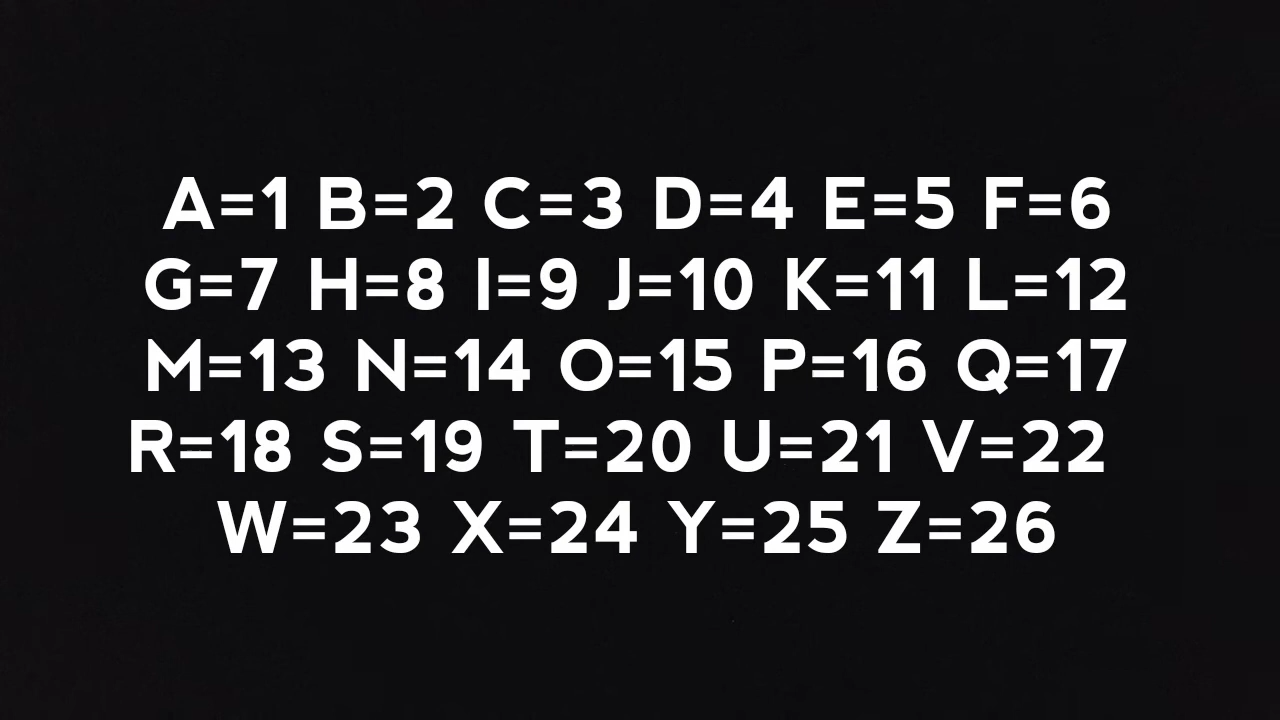 A=1 B=2 C=3 D=4 E=5 F=6
G=7 H=8 I=9 J=10 K=11 L=12
M=13 N=14 O=15 P=16 Q=17
R=18 S=19 T=20 U=21 V=22
W=23 X=24 Y=25 Z=26